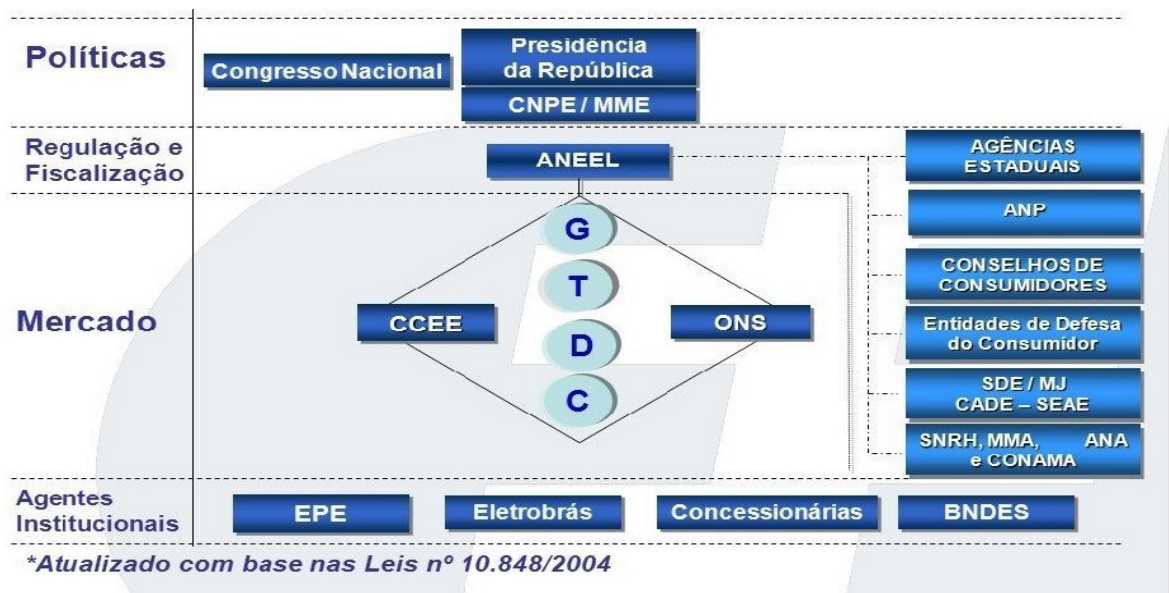 Políticas
Congresso Nacional
Presidência
da República
CNPE / MME
Regulação e
Fiscalização
ANEEL
AGÊNCIAS
ESTADUAIS
ANP
CONSELHOS DE
CONSUMIDORES
Entidades de Defesa
do Consumidor
SDE / MJ
CADE – SEAE
SNRH, MMA, ANA
e CONAMA
Mercado
G
T
D
C
CCEE
ONS
Agentes
Institucionais
EPE
Eletrobrás
Concessionárias
BNDES
*Atualizado com base nas Leis nº 10.848/2004